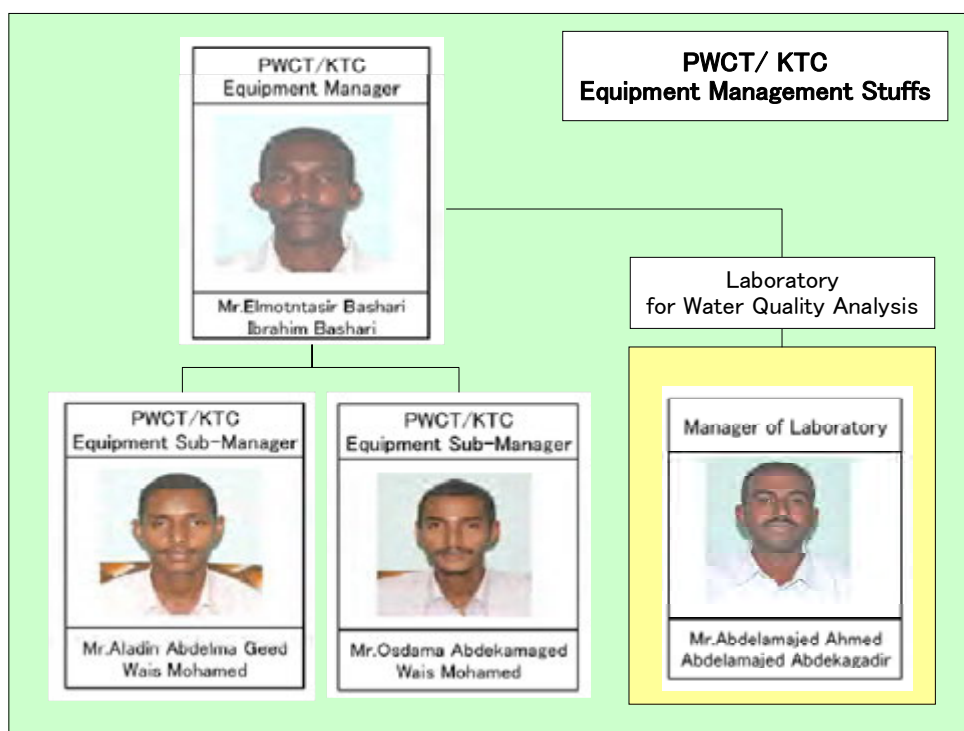 PWCT/KTC
Equipment Manager
Mr.Elmotntasir Bashari
Ibrahim Bashari
PWCT/ KTC
Equipment Management Stuffs
Laboratory
for Water Quality Analysis
PWCT/KTC
Equipment Sub-Manager
Mr.Aladin Abdelma Geed
Wais Mohamed
PWCT/KTC
Equipment Sub-Manager
Mr.Osdama Abdekamaged
Wais Mohamed
Manager of Laboratory
Mr.Abdelamajed Ahmed
Abdelamajed Abdekagadir